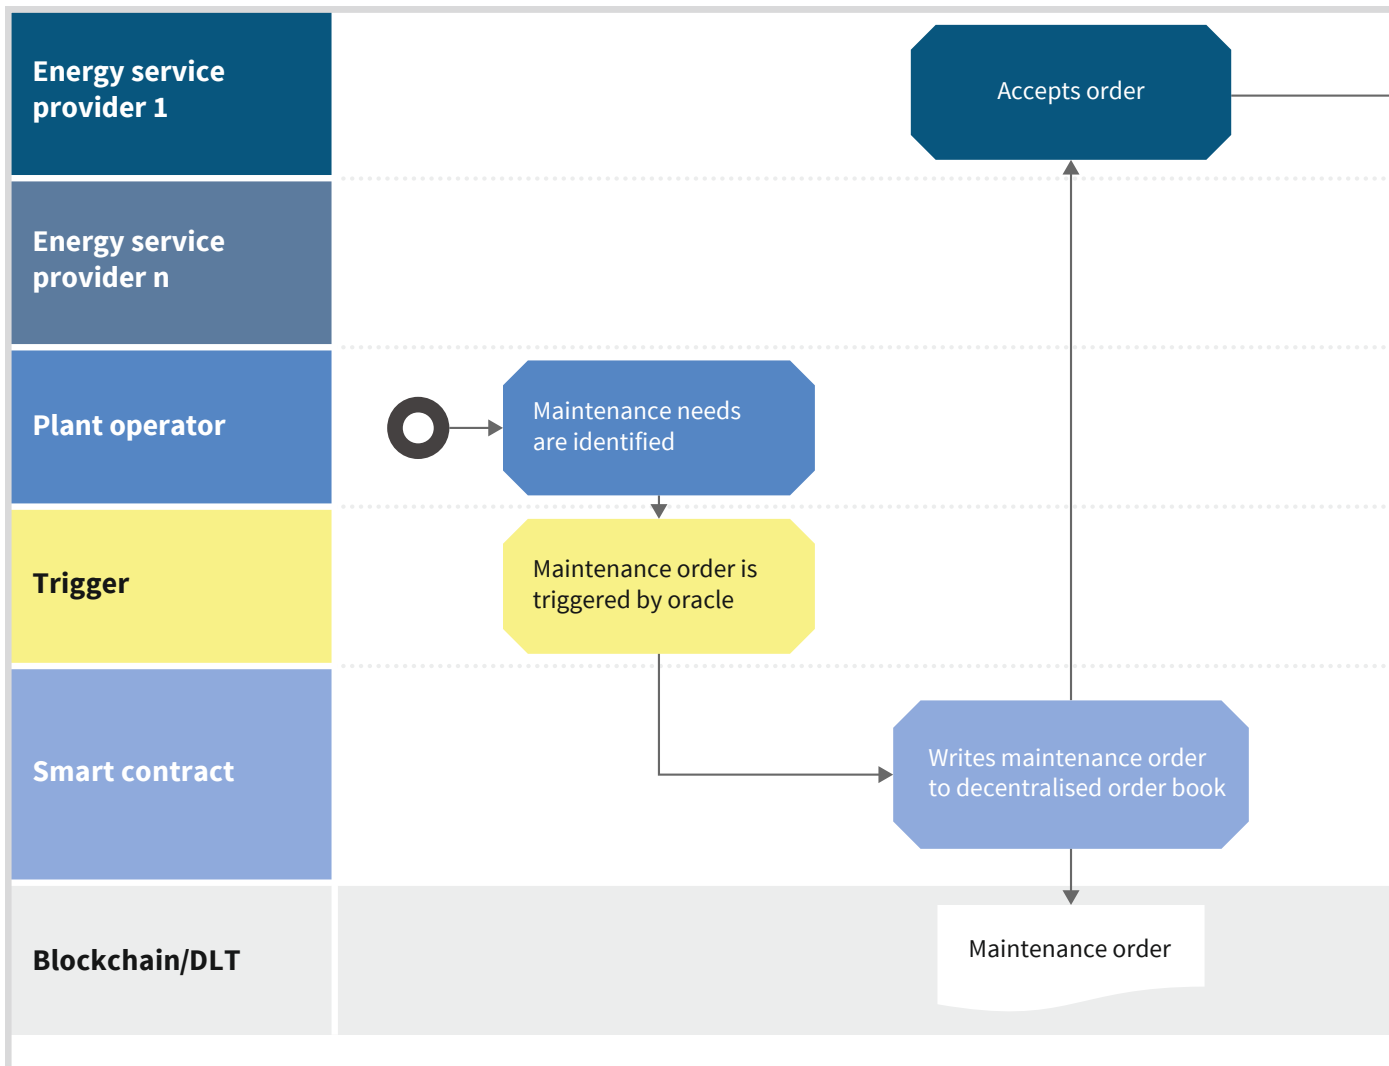 Energy service
provider 1
Accepts order
Energy service
provider n
Plant operator
Maintenance needs
are identified
Trigger
Maintenance order is
triggered by oracle
Smart contract
Writes maintenance order
to decentralised order book
Blockchain/DLT
Maintenance order